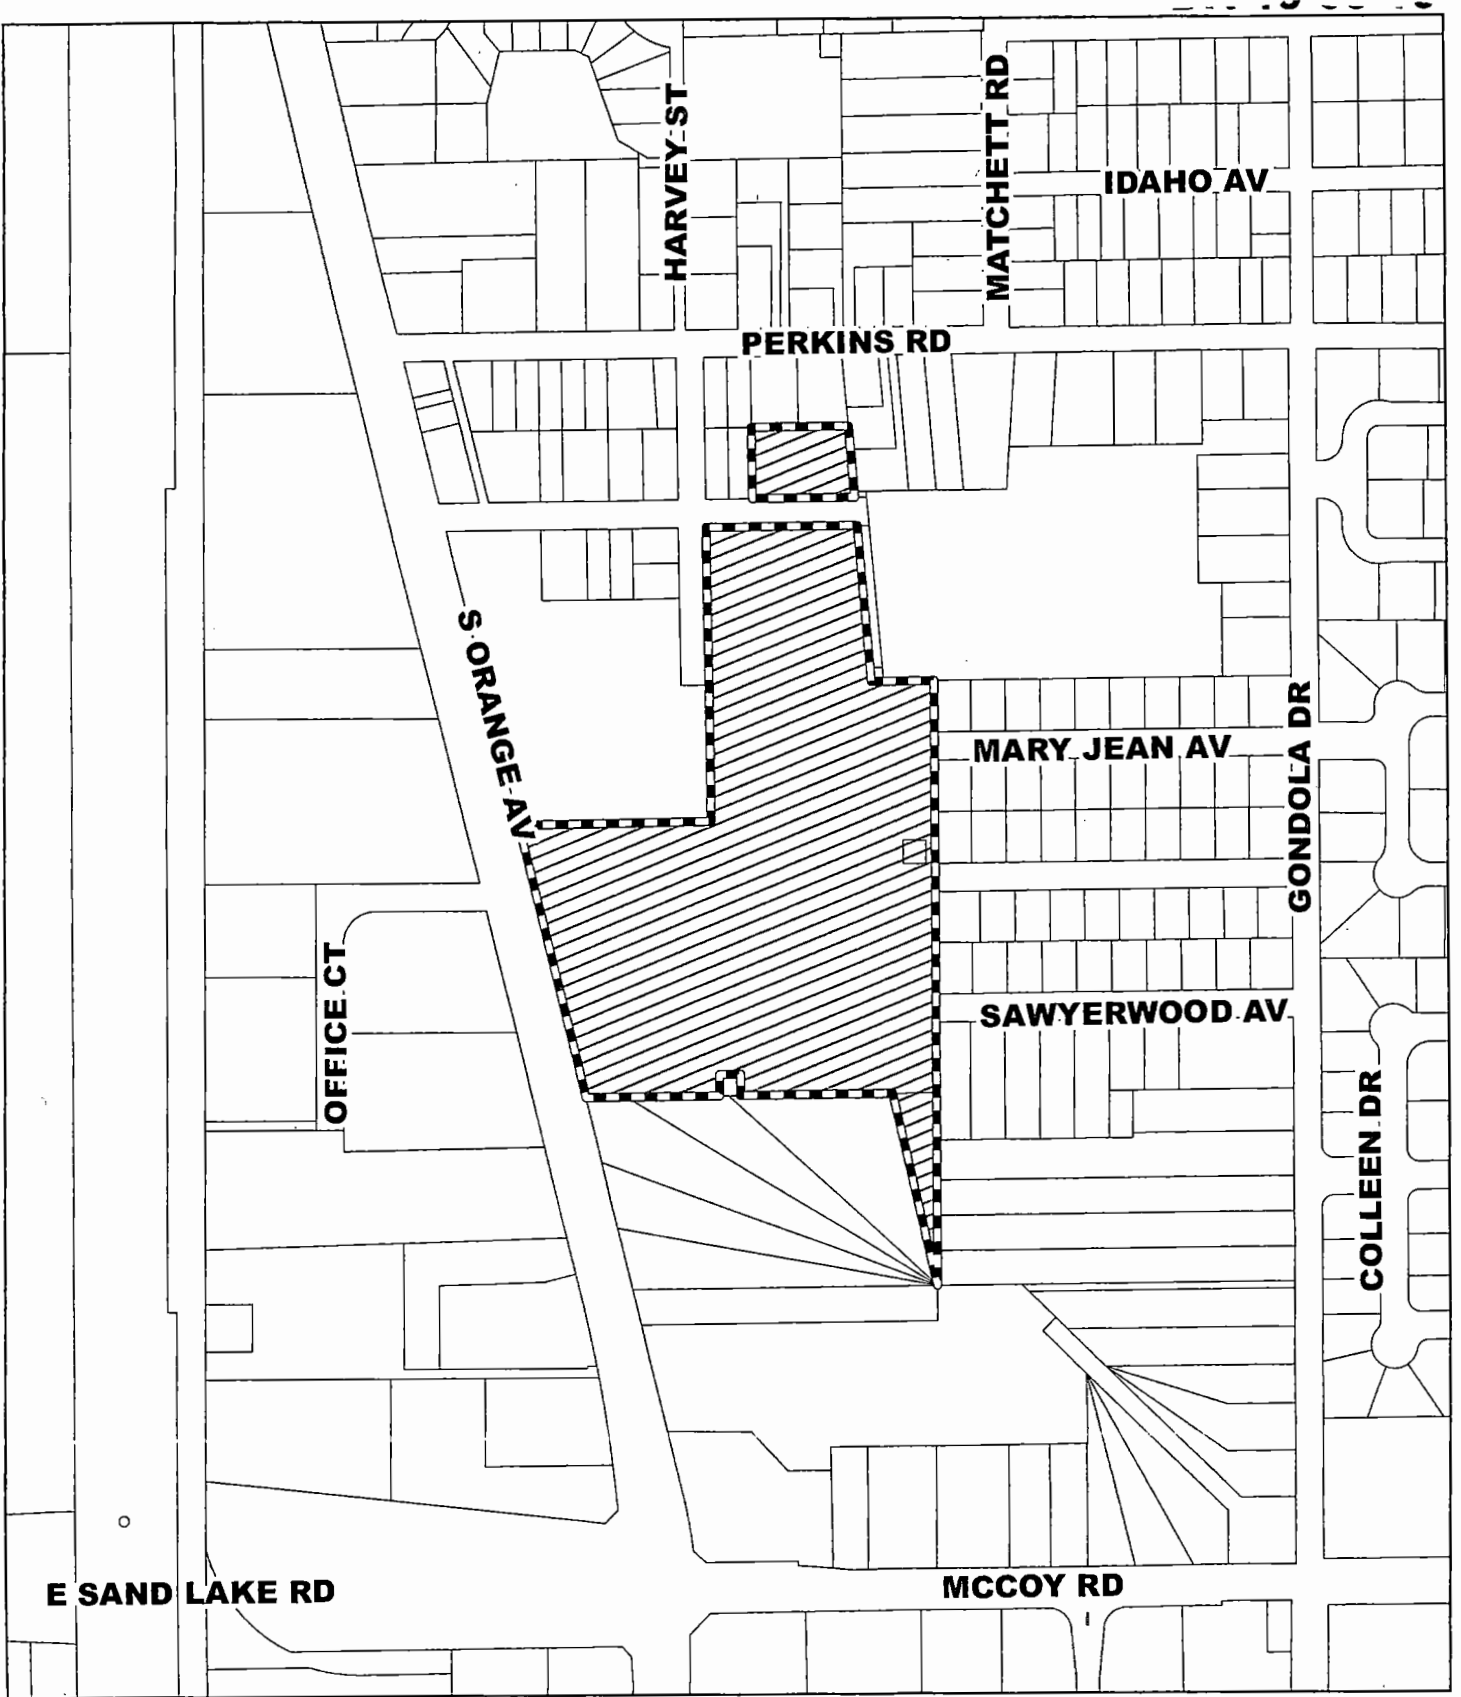 HARVEY ST
MATCHETT RD
IDAHO AV
PERKINS RD
S ORANGE AV
MARY JEAN AV
GONDOLA DR
OFFICE CT
SAWYERWOOD AV
COLLEEN DR
E SAND LAKE RD
MCCOY RD